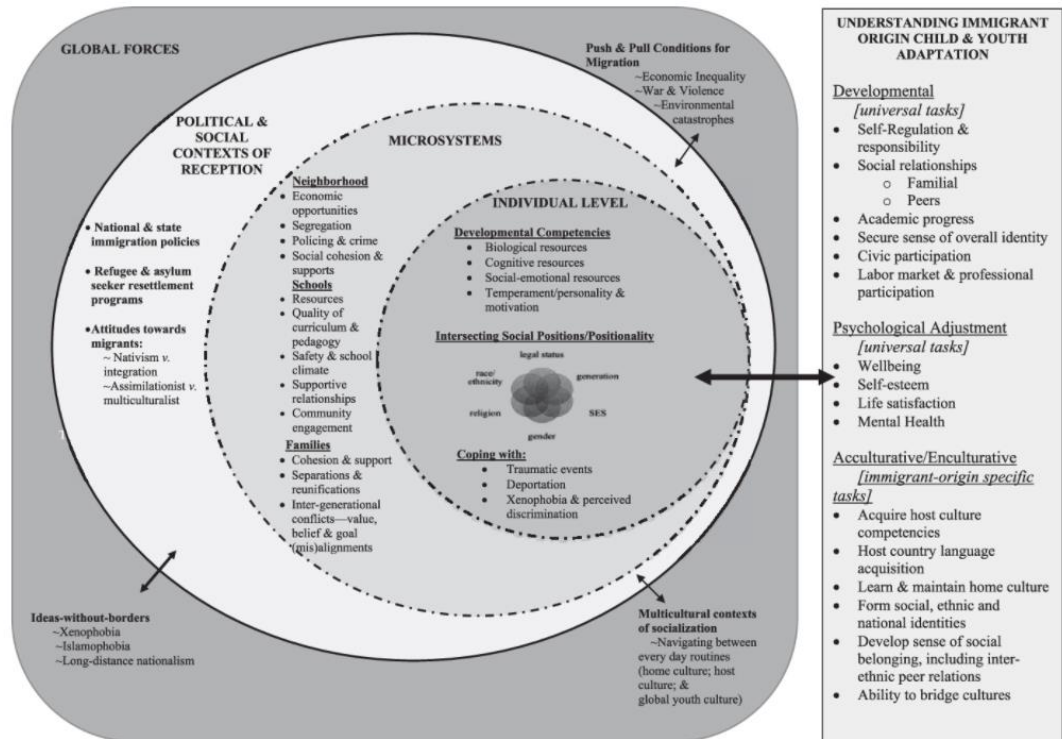 GLOBAL FORCES
Push & Pull Conditions for
Migration
~Economic Inequality
~War & Violence
~Environmental
catastrophes
POLITICAL &
SOCIAL
CONTEXTS OF
RECEPTION
• National & state
immigration policies
• Refugee & asylum
seeker resettlement
programs
• Attitudes towards
migrants:
~ Nativism v.
integration
~Assimilationist v.
multiculturalist
MICROSYSTEMS
Neighborhood
• Economic
opportunities
• Segregation
• Policing & crime
• Social cohesion &
supports
Schools
• Resources
• Quality of
curriculum &
pedagogy
• Safety & school
climate
• Supportive
relationships
• Community
engagement
Families
• Cohesion & support
• Separations &
reunifications
• Inter-generational
conflicts—value,
belief & goal
(mis)alignments
INDIVIDUAL LEVEL
Developmental Competencies
• Biological resources
• Cognitive resources
• Social-emotional resources
• Temperament/personality &
motivation
Intersecting Social Positions/Positionality
legal status
race/
ethnicity
generation
religion
SES
gender
Coping with:
• Traumatic events
• Deportation
• Xenophobia & perceived
discrimination
Ideas-without-borders
~Xenophobia
~Islamophobia
~Long-distance nationalism
Multicultural contexts
of socialization
~Navigating between
every day routines
(home culture; host
culture; &
global youth culture)
UNDERSTANDING IMMIGRANT
ORIGIN CHILD & YOUTH
ADAPTATION
Developmental
[universal tasks]
• Self-Regulation &
responsibility
• Social relationships
o Familial
o Peers
• Academic progress
• Secure sense of overall identity
• Civic participation
• Labor market & professional
participation
Psychological Adjustment
[universal tasks]
• Wellbeing
• Self-esteem
• Life satisfaction
• Mental Health
Acculturative/Enculturative
[immigrant-origin specific
tasks]
• Acquire host culture
competencies
• Host country language
acquisition
• Learn & maintain home culture
• Form social, ethnic and
national identities
• Develop sense of social
belonging, including inter-
ethnic peer relations
• Ability to bridge cultures